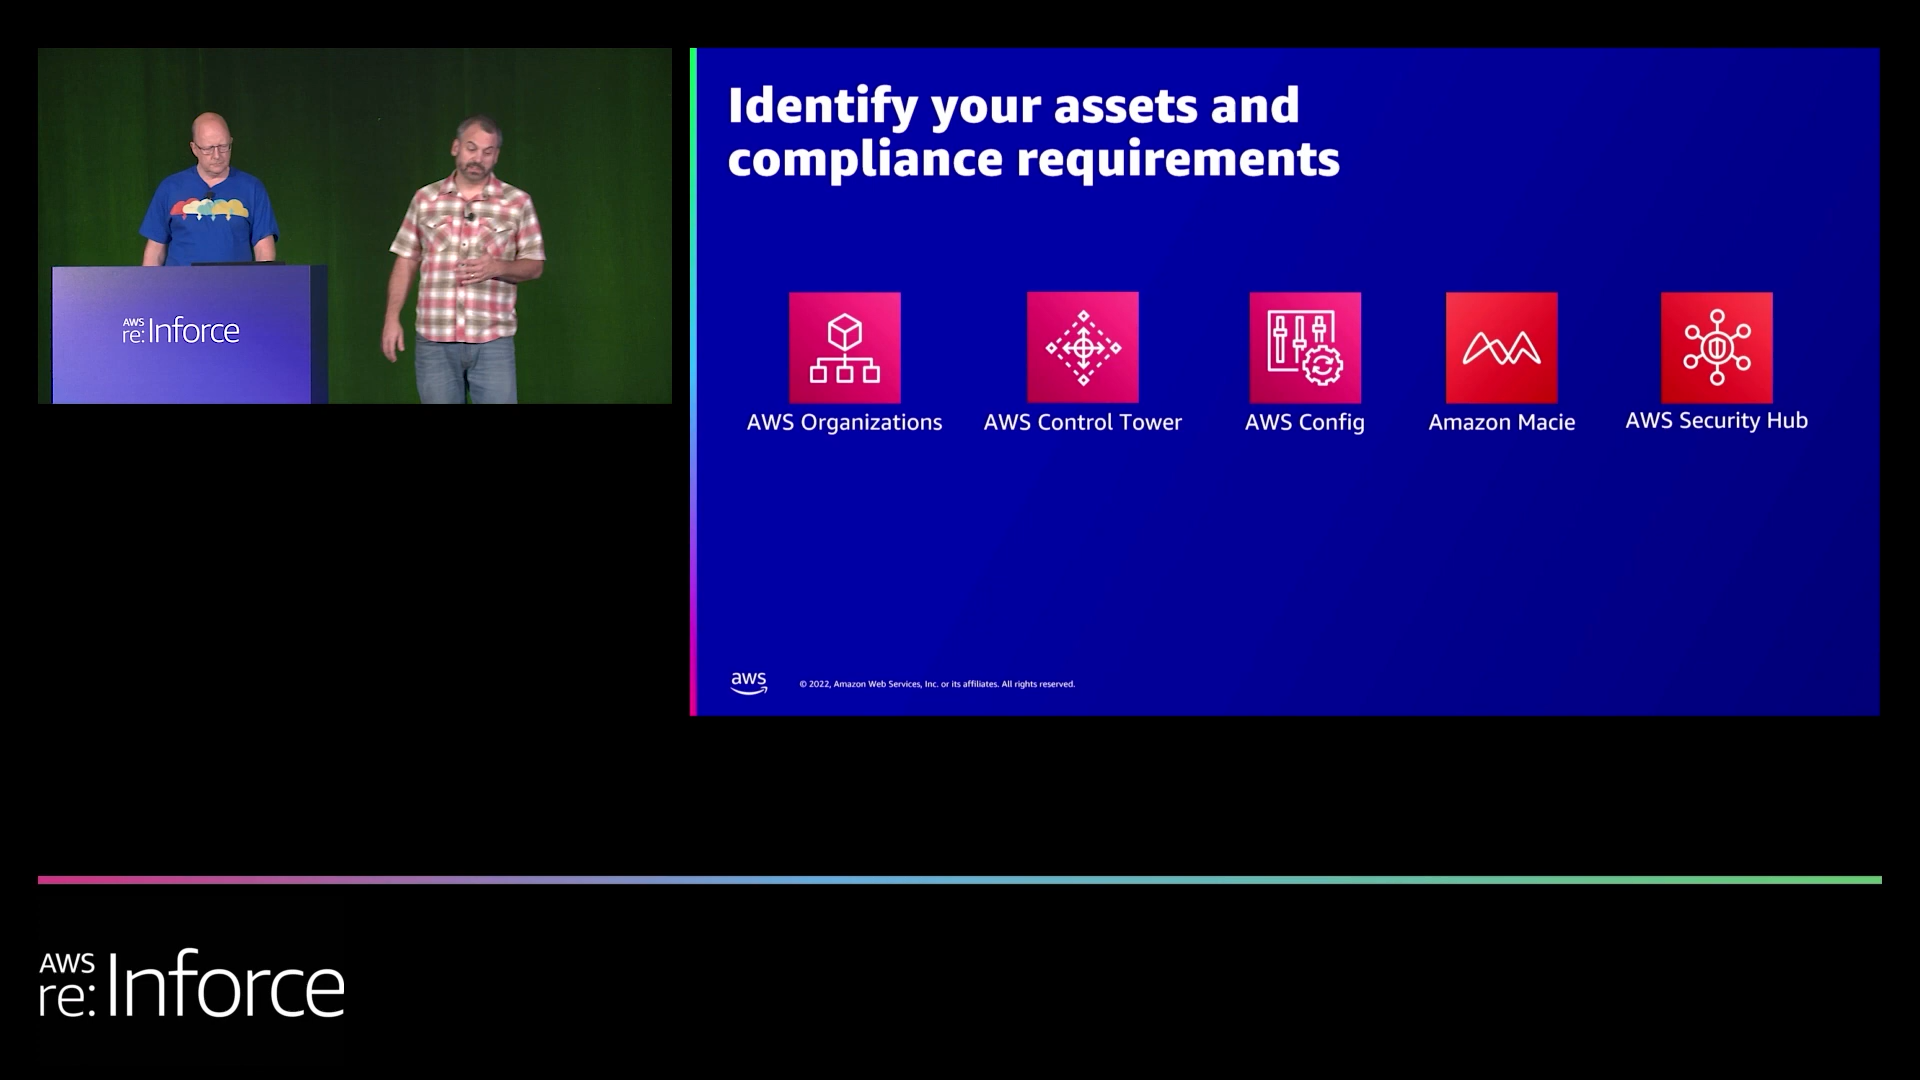 AWS
re:Inforce
Identify your assets and
compliance requirements
AWS Organizations
AWS Control Tower
AWS Config
Amazon Macie
AWS Security Hub
aws
© 2022, Amazon Web Services, Inc. or its affiliates. All rights reserved.
AWS
re:Inforce